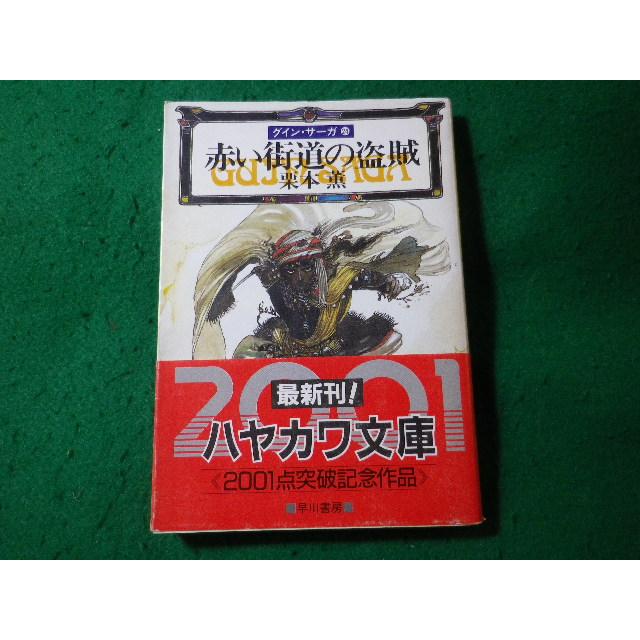 グイン・サーガ 28
赤い街道の盗賊
GUIN SAGA
栗本 薫
2001
最新刊!
ハヤカワ文庫
《2001点突破記念作品》
■早川書房■